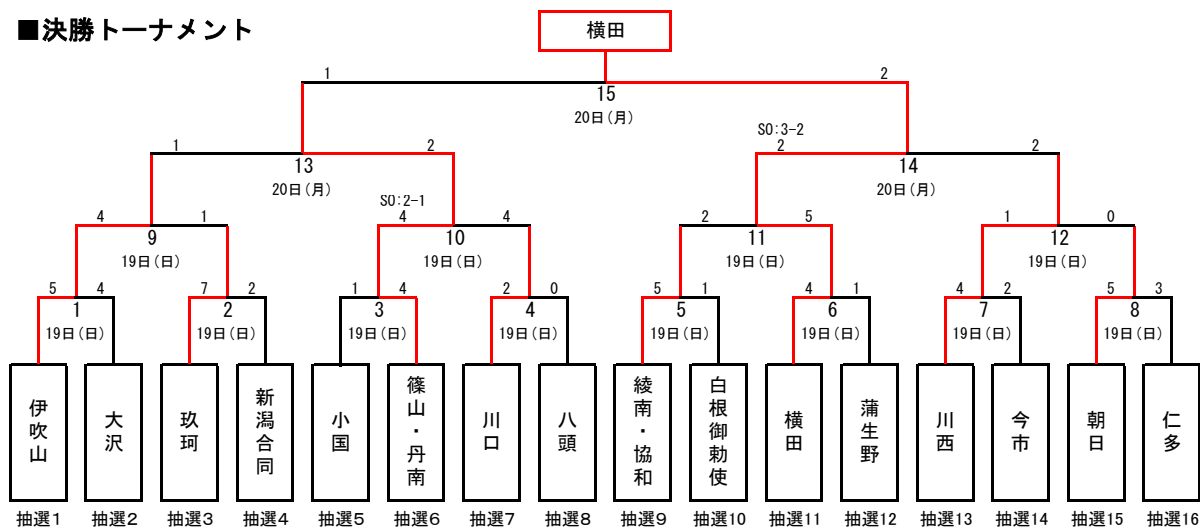 ■決勝トーナメント
横田
1 2
15
20日(月)
SO:3-2
1 2 2 2
13 14
20日(月) 20日(月)
SO:2-1
4 1 4 4 2 5 1 0
9 10 11 12
19日(日) 19日(日) 19日(日) 19日(日)
5 4 7 2 1 4 2 0 5 1 4 1 4 2 5 3
1 2 3 4 5 6 7 8
19日(日) 19日(日) 19日(日) 19日(日) 19日(日) 19日(日) 19日(日) 19日(日)
伊吹山
大沢
玖珂
新潟合同
小国
篠山・丹南
川口
八頭
綾南・協和
白根御勅使
横田
蒲生野
川西
今市
朝日
仁多
抽選1 抽選2 抽選3 抽選4 抽選5 抽選6 抽選7 抽選8 抽選9 抽選10 抽選11 抽選12 抽選13 抽選14 抽選15 抽選16